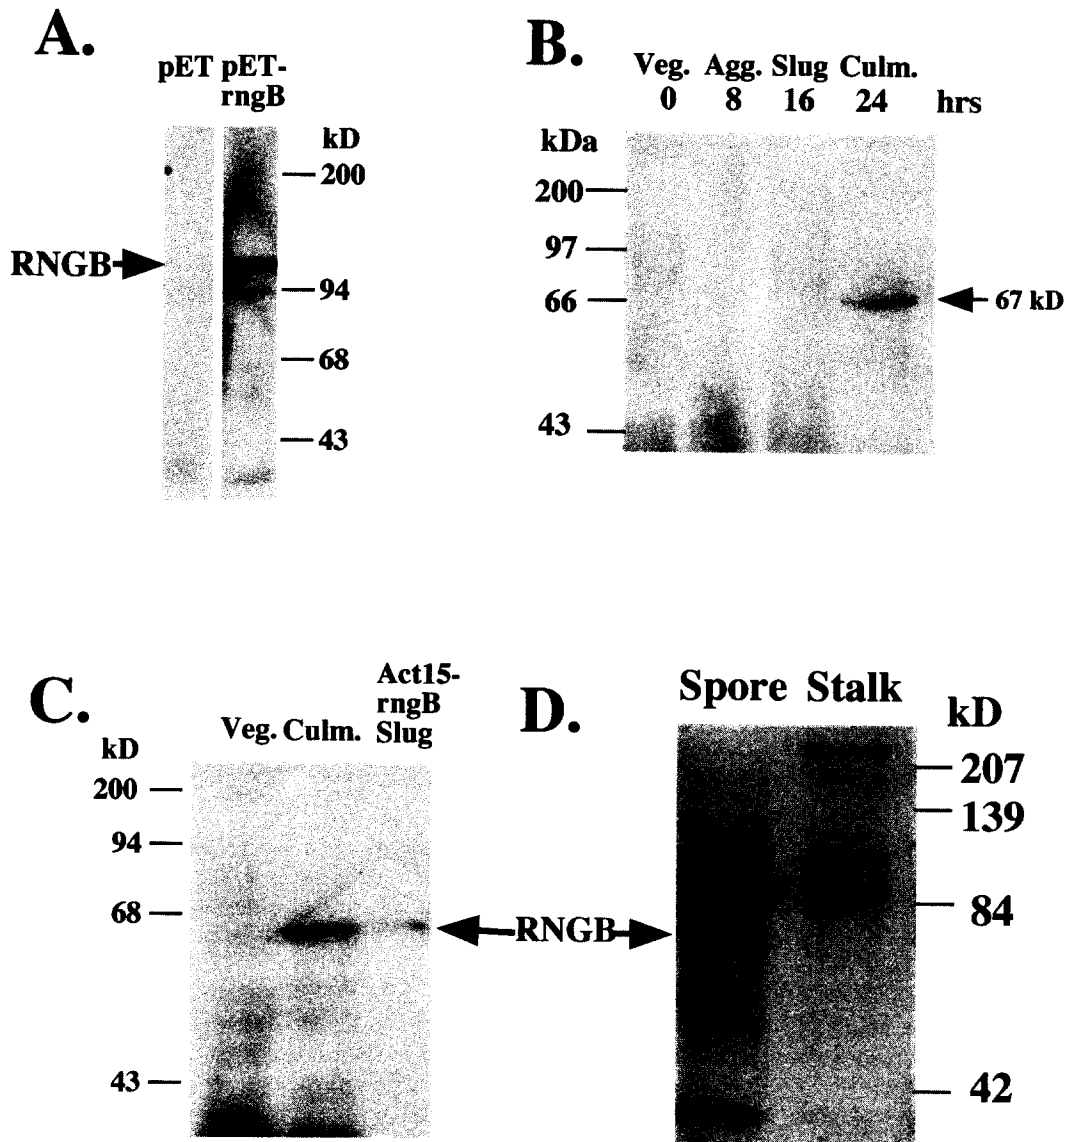 A.
pET pET-
rngB
kD
200
RNGB
94
68
43
B.
Veg. Agg. Slug Culm.
0 8 16 24 hrs
kDa
200
97
66
67 kD
43
C.
Act15-
rngB
Veg. Culm. Slug
kD
200
94
68
43
RNGB
D.
Spore Stalk
kD
207
139
84
42